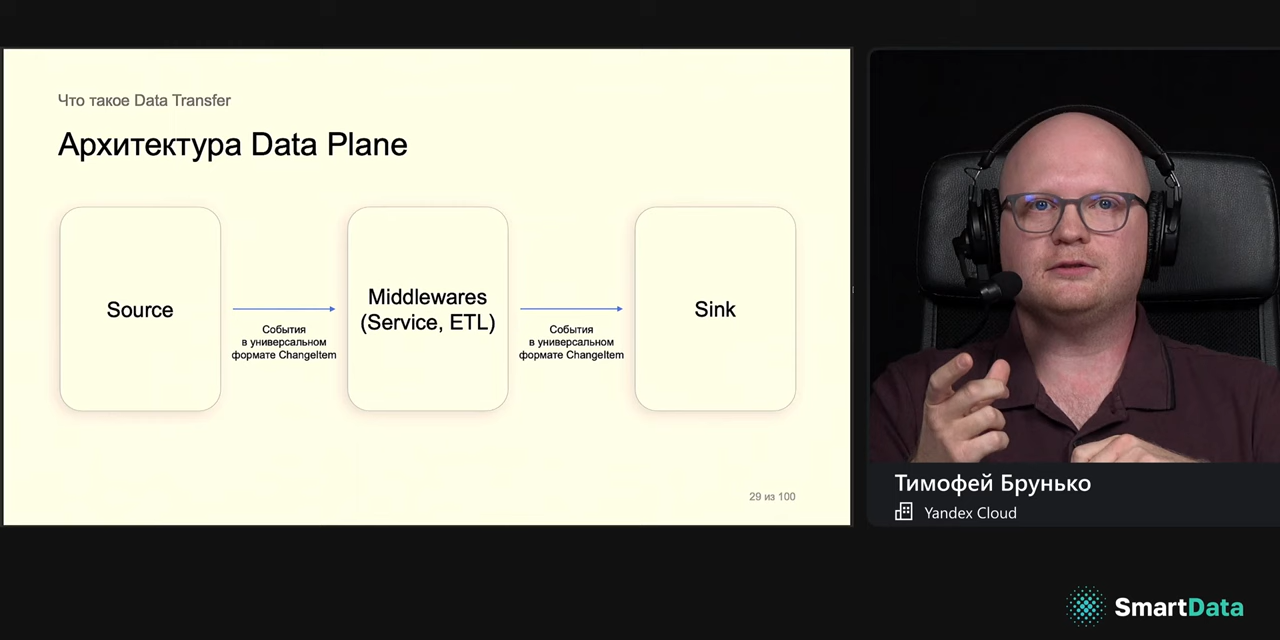 Что такое Data Transfer
Архитектура Data Plane
Source
События
в универсальном
формате ChangeItem
Middlewares
(Service, ETL)
События
в универсальном
формате ChangeItem
Sink
29 из 100
Тимофей Брунько
Yandex Cloud
SmartData